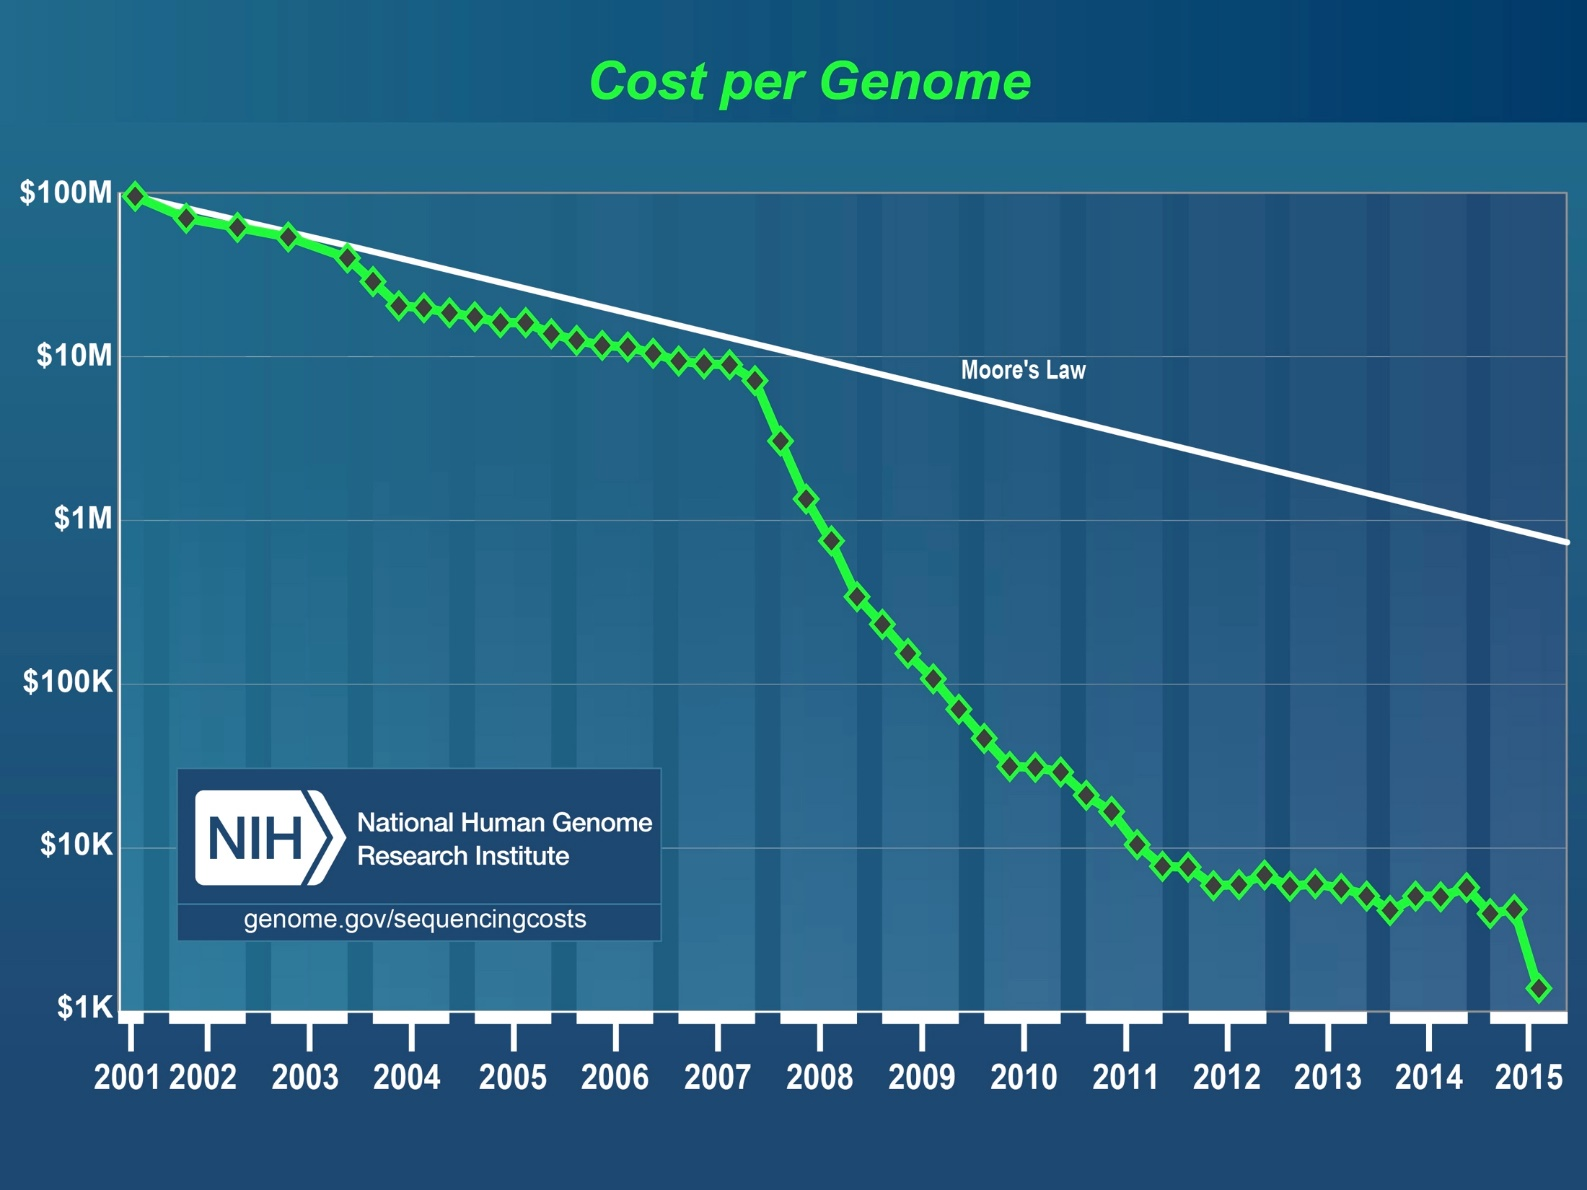 Cost per Genome
$100M
$10M
Moore's Law
$1M
$100K
NIH
National Human Genome
Research Institute
$10K
genome.gov/sequencingcosts
$1K
2001 2002 2003 2004 2005 2006 2007 2008 2009 2010 2011 2012 2013 2014 2015